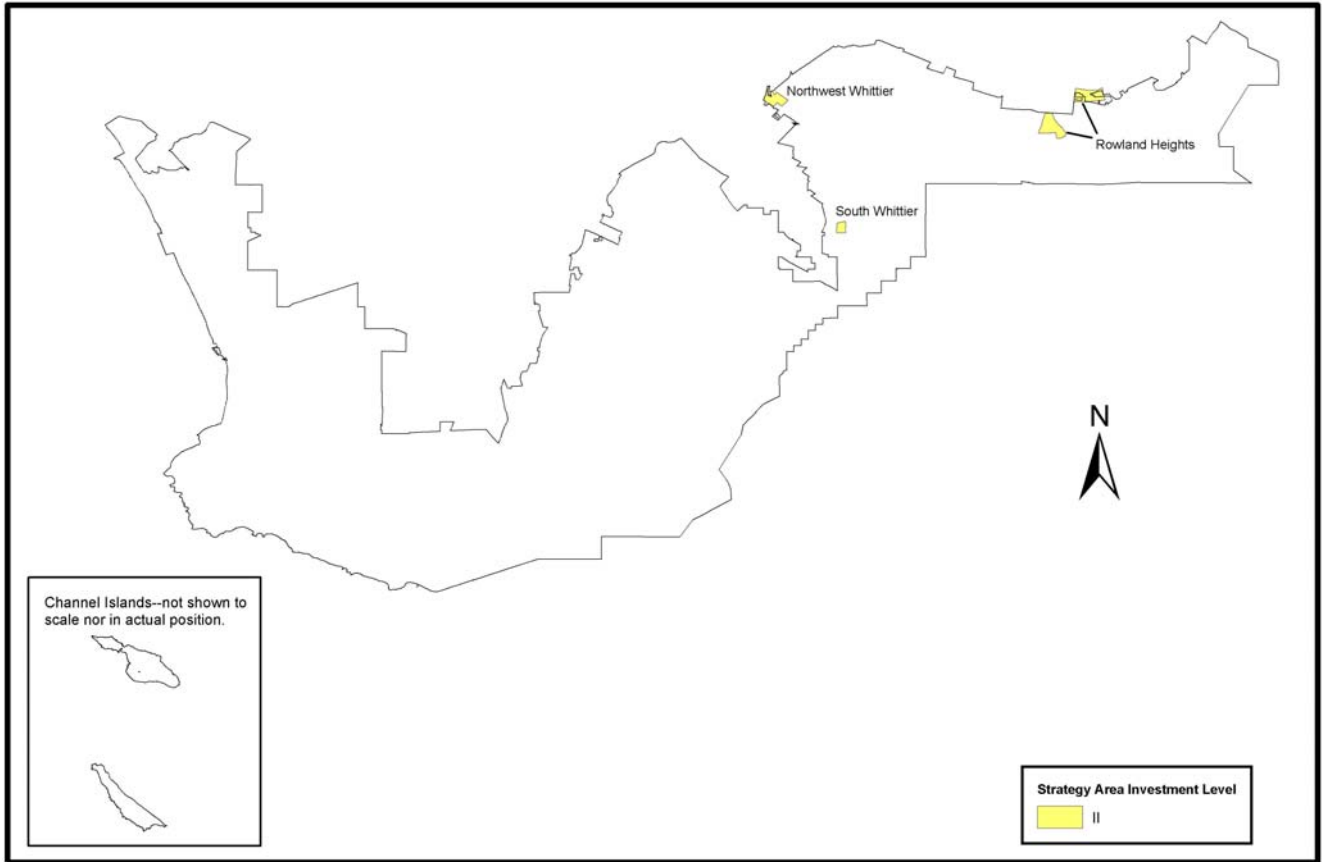 Northwest Whittier
Rowland Heights
South Whittier
N
Channel Islands--not shown to
scale nor in actual position.
Strategy Area Investment Level
II